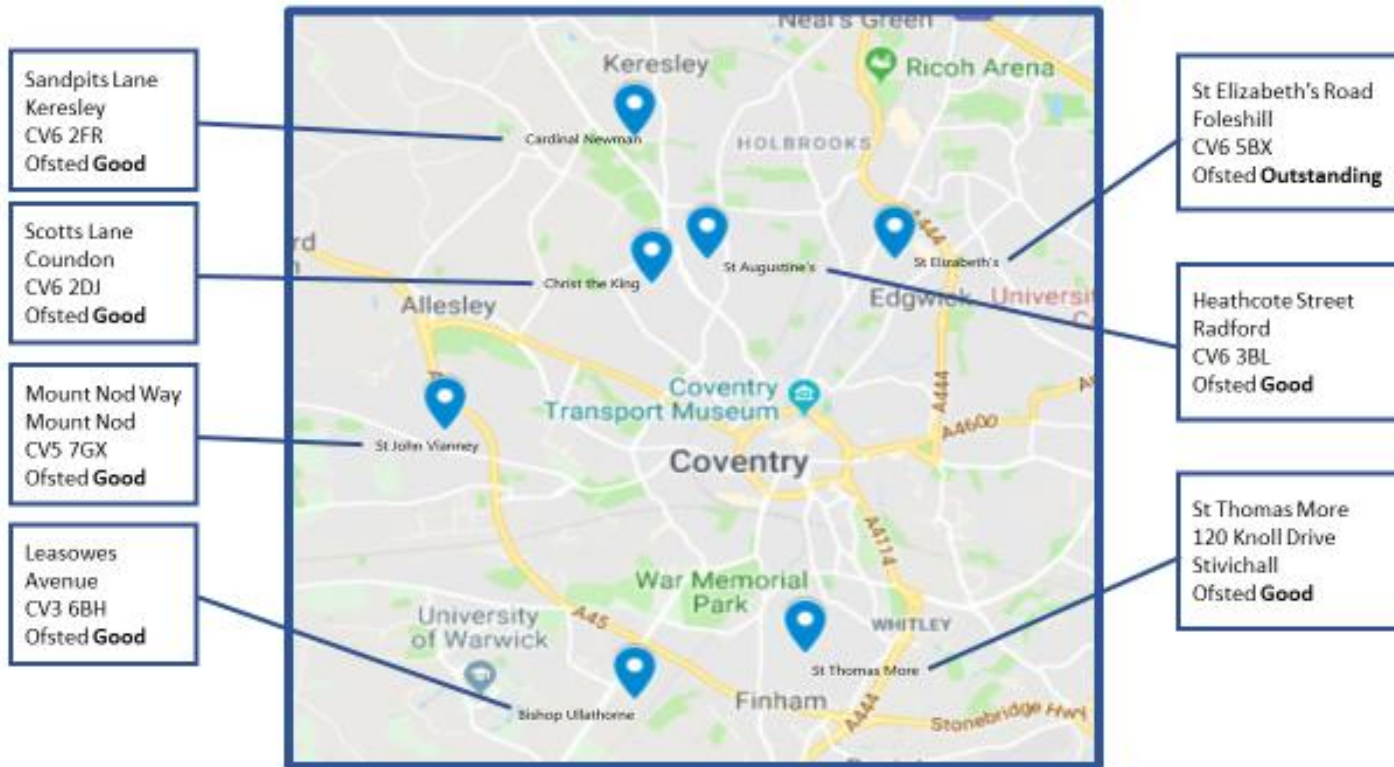 Sandpits Lane
Keresley
CV6 2FR
Ofsted Good
Scotts Lane
Coundon
CV6 2DJ
Ofsted Good
Mount Nod Way
Mount Nod
CV5 7GX
Ofsted Good
Leasowes
Avenue
CV3 6BH
Ofsted Good
Neal's Green
Keresley
Ricoh Arena
Cardinal Newman
HOLBROOKS
A444
St Augustine's
St Elizabeth's
Christ the King
Edgwick
Allesley
Coventry
Transport Museum
A444
A4600
St John Vianney
Coventry
A4114
War Memorial
Park
University
of Warwick
A45
WHITLEY
St Thomas More
Bishop Ullathorne
Finham
A444
Stonebridge Hwy
St Elizabeth's Road
Foleshill
CV6 5BX
Ofsted Outstanding
Heathcote Street
Radford
CV6 3BL
Ofsted Good
St Thomas More
120 Knoll Drive
Stivichall
Ofsted Good